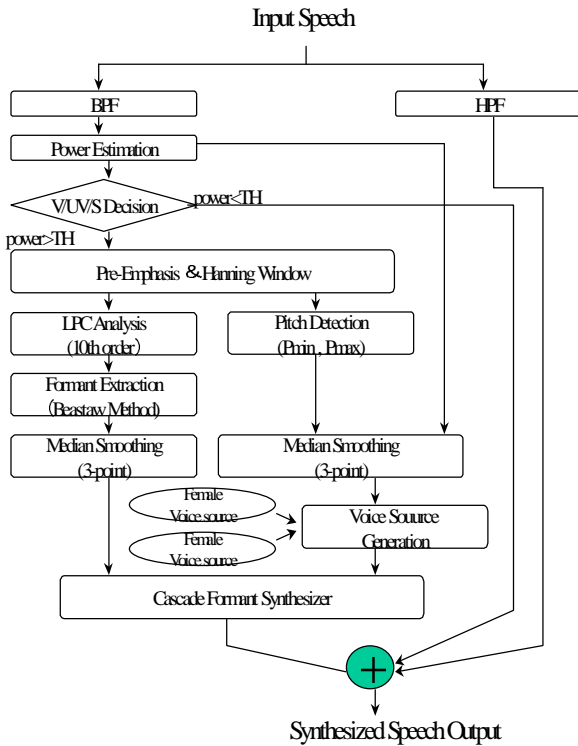 Input Speech
BPF
HPF
Power Estimation
V/UV/S Decision
power<TH
power>TH
Pre-Emphasis &Hanning Window
LPC Analysis
(10th order)
Pitch Detection
(Pmin , Pmax)
Formant Extraction
(Beastaw Method)
Median Smoothing
(3-point)
Median Smoothing
(3-point)
Female
Voice source
Female
Voice source
Voice Souurce
Generation
Cascade Formant Synthesizer
+
Synthesized Speech Output